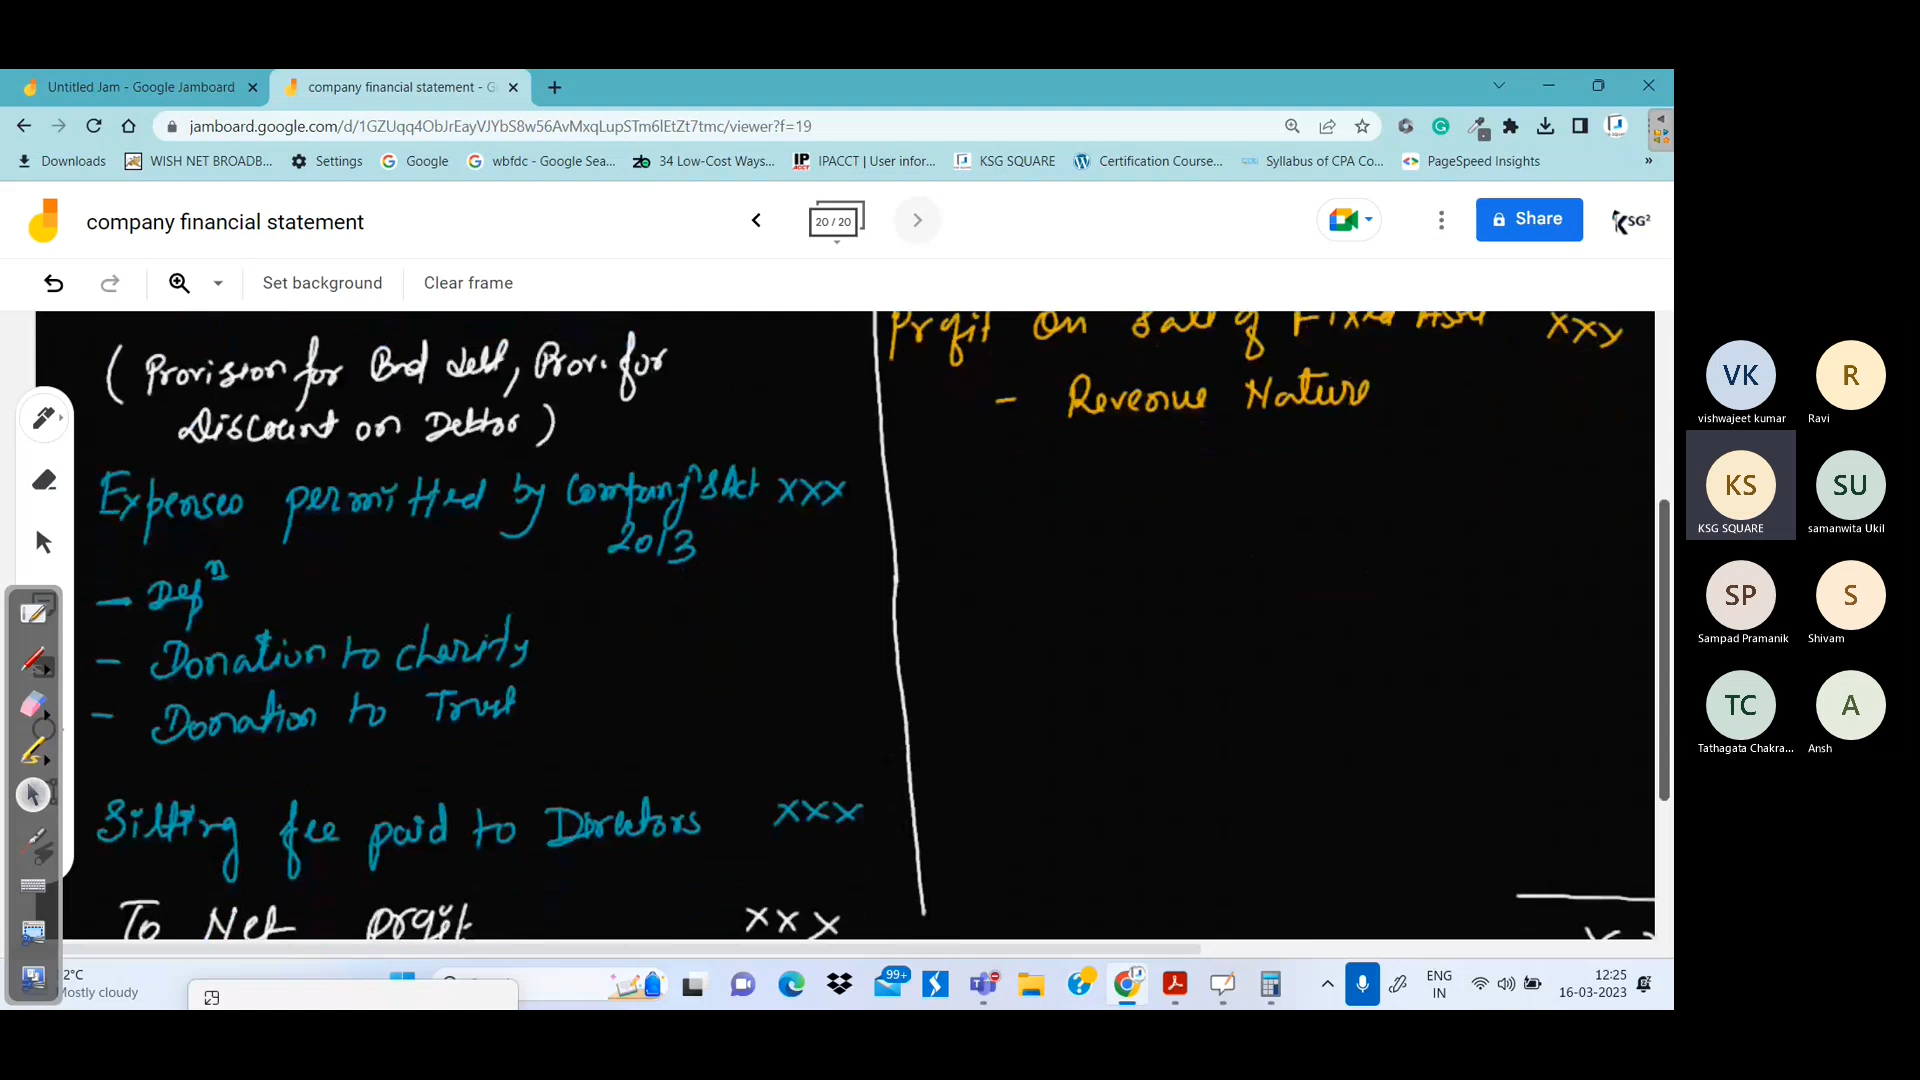 Untitled Jam - Google Jamboard
company financial statement - G
jamboard.google.com/d/1GZUqq4ObJrEayVJYbS8w56AvMxqLupSTm6lEtZt7tmc/viewer?f=19
Downloads
WISH NET BROADB...
Settings
Google
wbfdc - Google Sea...
34 Low-Cost Ways...
IPACCT | User infor...
KSG SQUARE
Certification Course...
Syllabus of CPA Co...
PageSpeed Insights
»
company financial statement
20 / 20
Share
KSG²
Set background
Clear frame
(Provision for Bad debt, Prov. for
Discount on Debtor)
Expenses permitted by Company's Act XXX
2013
- Depⁿ
- Donation to charity
- Donation to Trust
Sitting fee paid to Directors XXX
To Net profit XXX
Profit on Sale of Fixed Asset XXX
- Revenue Nature
VK
vishwajeet kumar
R
Ravi
KS
KSG SQUARE
SU
samanwita Ukil
SP
Sampad Pramanik
S
Shivam
TC
Tathagata Chakra...
A
Ansh
2°C
Mostly cloudy
99+
ENG
IN
12:25
16-03-2023